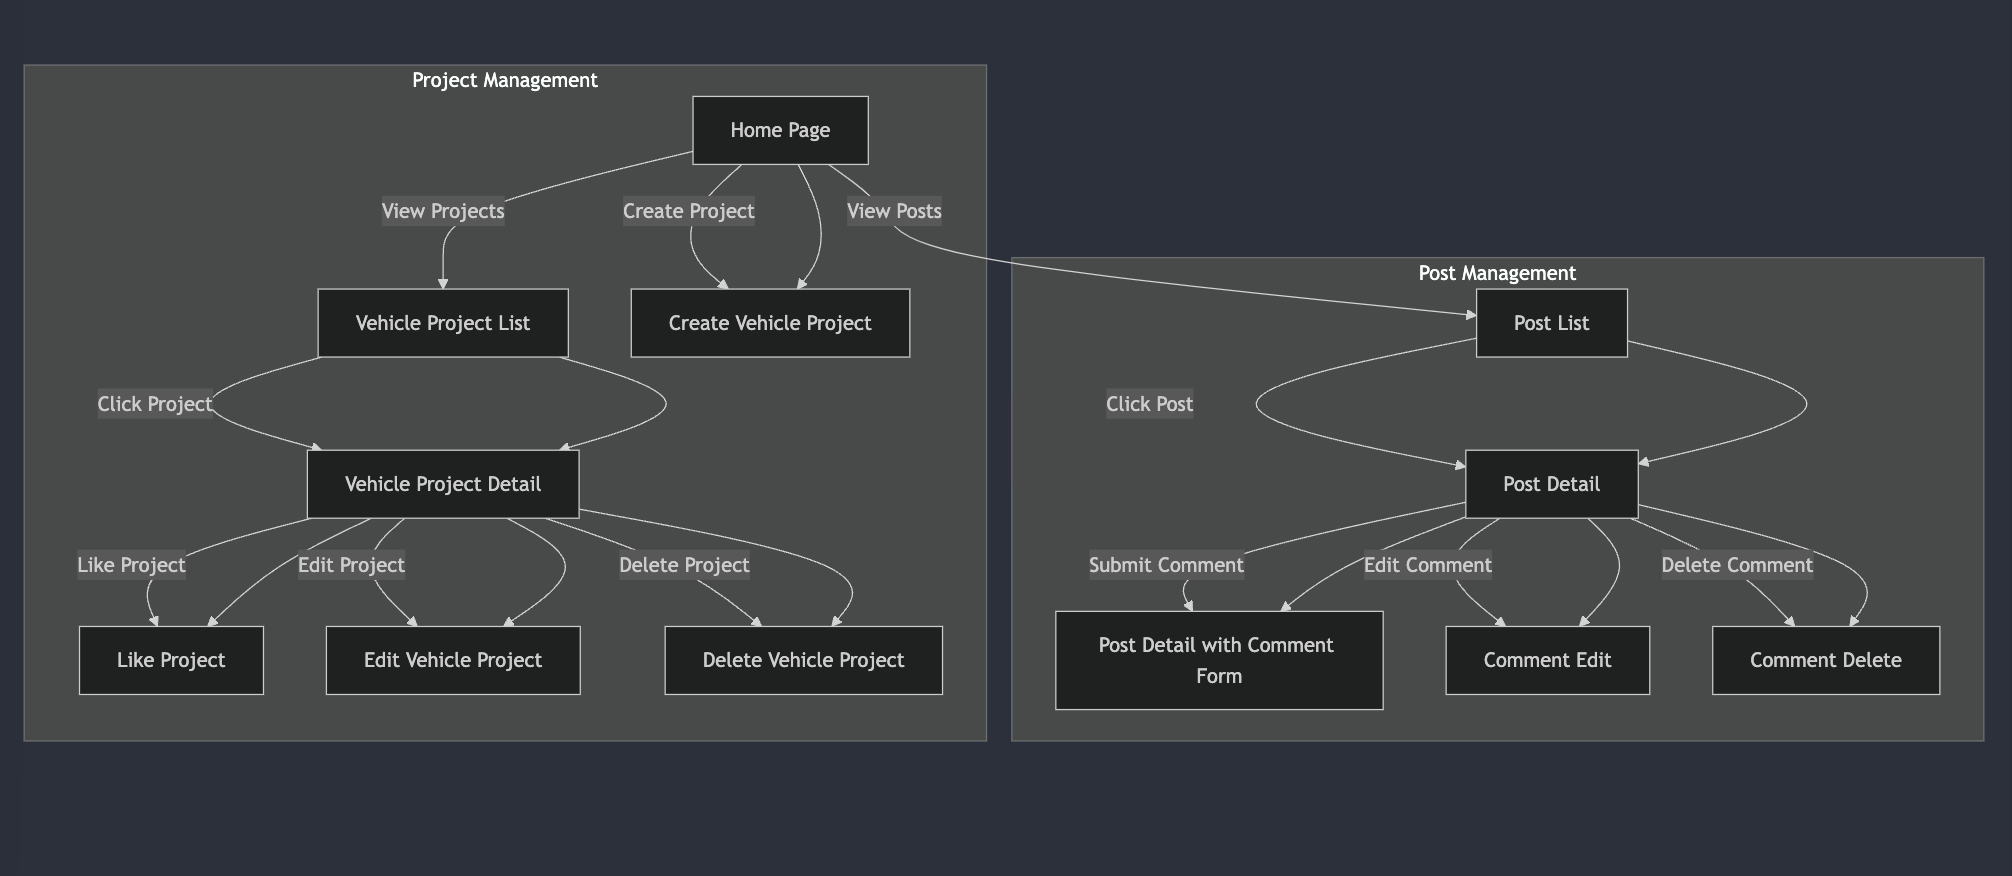 Project Management
Home Page
View Projects
Create Project
View Posts
Vehicle Project List
Create Vehicle Project
Click Project
Vehicle Project Detail
Like Project
Edit Project
Delete Project
Like Project
Edit Vehicle Project
Delete Vehicle Project
Post Management
Post List
Click Post
Post Detail
Submit Comment
Edit Comment
Delete Comment
Post Detail with Comment
Form
Comment Edit
Comment Delete